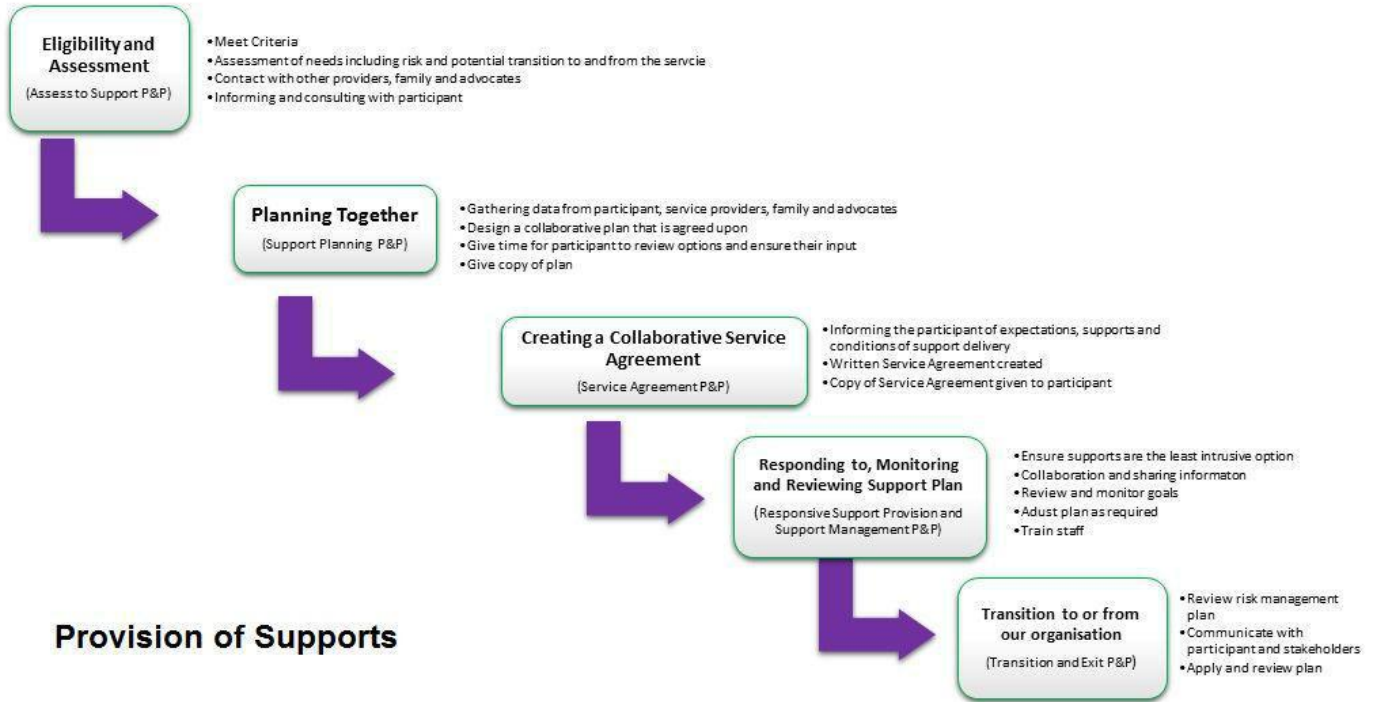 Eligibility and
Assessment
(Assess to Support P&P)
• Meet Criteria
• Assessment of needs including risk and potential transition to and from the servcie
• Contact with other providers, family and advocates
• Informing and consulting with participant
Planning Together
(Support Planning P&P)
• Gathering data from participant, service providers, family and advocates
• Design a collaborative plan that is agreed upon
• Give time for participant to review options and ensure their input
• Give copy of plan
Creating a Collaborative Service
Agreement
(Service Agreement P&P)
• Informing the participant of expectations, supports and
conditions of support delivery
• Written Service Agreement created
• Copy of Service Agreement given to participant
Responding to, Monitoring
and Reviewing Support Plan
(Responsive Support Provision and
Support Management P&P)
• Ensure supports are the least intrusive option
• Collaboration and sharing informaton
• Review and monitor goals
• Adust plan as required
• Train staff
Transition to or from
our organisation
(Transition and Exit P&P)
• Review risk management
plan
• Communicate with
participant and stakeholders
• Apply and review plan
Provision of Supports